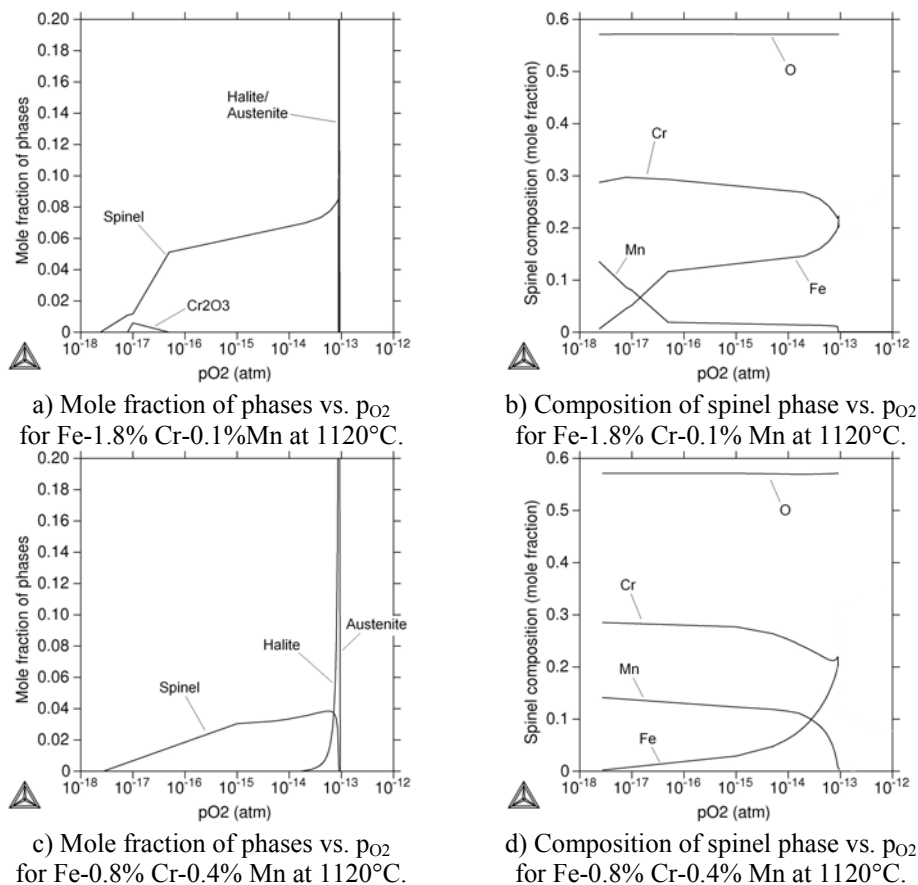 0.20
0.18
0.16
0.14
0.12
0.10
0.08
0.06
0.04
0.02
0
Mole fraction of phases
Halite/
Austenite
Spinel
Cr2O3
10-18 10-17 10-16 10-15 10-14 10-13 10-12
pO2 (atm)
a) Mole fraction of phases vs. pO2
for Fe-1.8% Cr-0.1%Mn at 1120°C.
0.6
0.5
0.4
0.3
0.2
0.1
0
Spinel composition (mole fraction)
O
Cr
Mn
Fe
10-18 10-17 10-16 10-15 10-14 10-13 10-12
pO2 (atm)
b) Composition of spinel phase vs. pO2
for Fe-1.8% Cr-0.1% Mn at 1120°C.
0.20
0.18
0.16
0.14
0.12
0.10
0.08
0.06
0.04
0.02
0
Mole fraction of phases
Halite
Austenite
Spinel
10-18 10-17 10-16 10-15 10-14 10-13 10-12
pO2 (atm)
c) Mole fraction of phases vs. pO2
for Fe-0.8% Cr-0.4% Mn at 1120°C.
0.6
0.5
0.4
0.3
0.2
0.1
0
Spinel composition (mole fraction)
O
Cr
Mn
Fe
10-18 10-17 10-16 10-15 10-14 10-13 10-12
pO2 (atm)
d) Composition of spinel phase vs. pO2
for Fe-0.8% Cr-0.4% Mn at 1120°C.